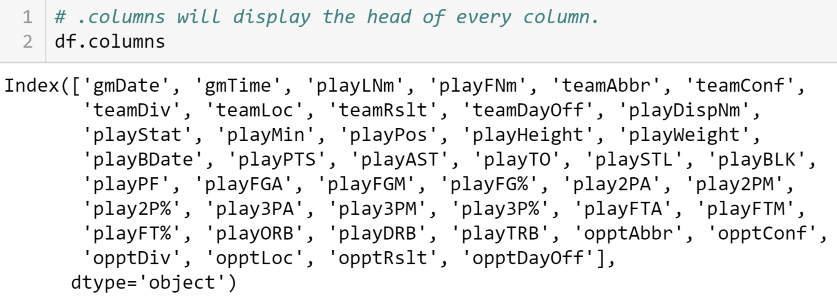 1 # .columns will display the head of every column.
2 df.columns
Index(['gmDate', 'gmTime', 'playLNm', 'playFNm', 'teamAbbr', 'teamConf',
'teamDiv', 'teamLoc', 'teamRslt', 'teamDayOff', 'playDispNm',
'playStat', 'playMin', 'playPos', 'playHeight', 'playWeight',
'playBDate', 'playPTS', 'playAST', 'playTO', 'playSTL', 'playBLK',
'playPF', 'playFGA', 'playFGM', 'playFG%', 'play2PA', 'play2PM',
'play2P%', 'play3PA', 'play3PM', 'play3P%', 'playFTA', 'playFTM',
'playFT%', 'playORB', 'playDRB', 'playTRB', 'opptAbbr', 'opptConf',
'opptDiv', 'opptLoc', 'opptRslt', 'opptDayOff'],
dtype='object')